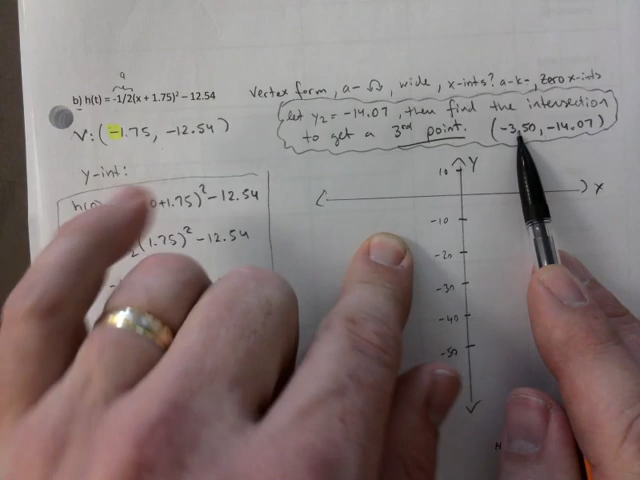 a
b) h(t) = -1/2(x + 1.75)² – 12.54
Vertex form, a-, wide, x-ints? a-k-, zero x-ints
V: (-1.75, -12.54)
let y₂ = -14.07, then find the intersection
to get a 3rd point. (-3.50, -14.07)
y-int:
0+1.75)² -12.54
(1.75)² -12.54
Y
10
X
-10
-20
-30
-40
-50